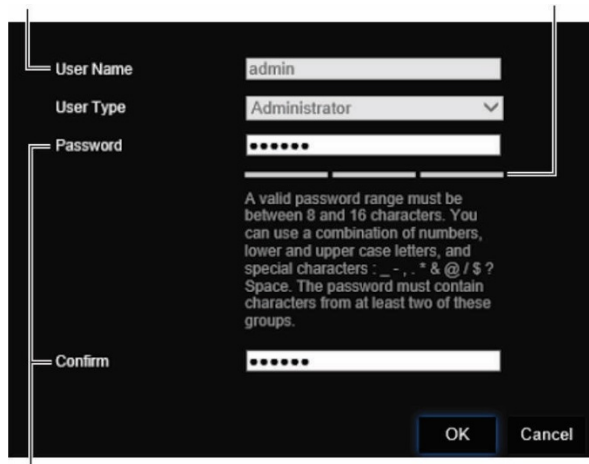 User Name
admin
User Type
Administrator
Password
••••••
A valid password range must be
between 8 and 16 characters. You
can use a combination of numbers,
lower and upper case letters, and
special characters : _ - , . * & @ / $ ?
Space. The password must contain
characters from at least two of these
groups.
Confirm
••••••
OK
Cancel